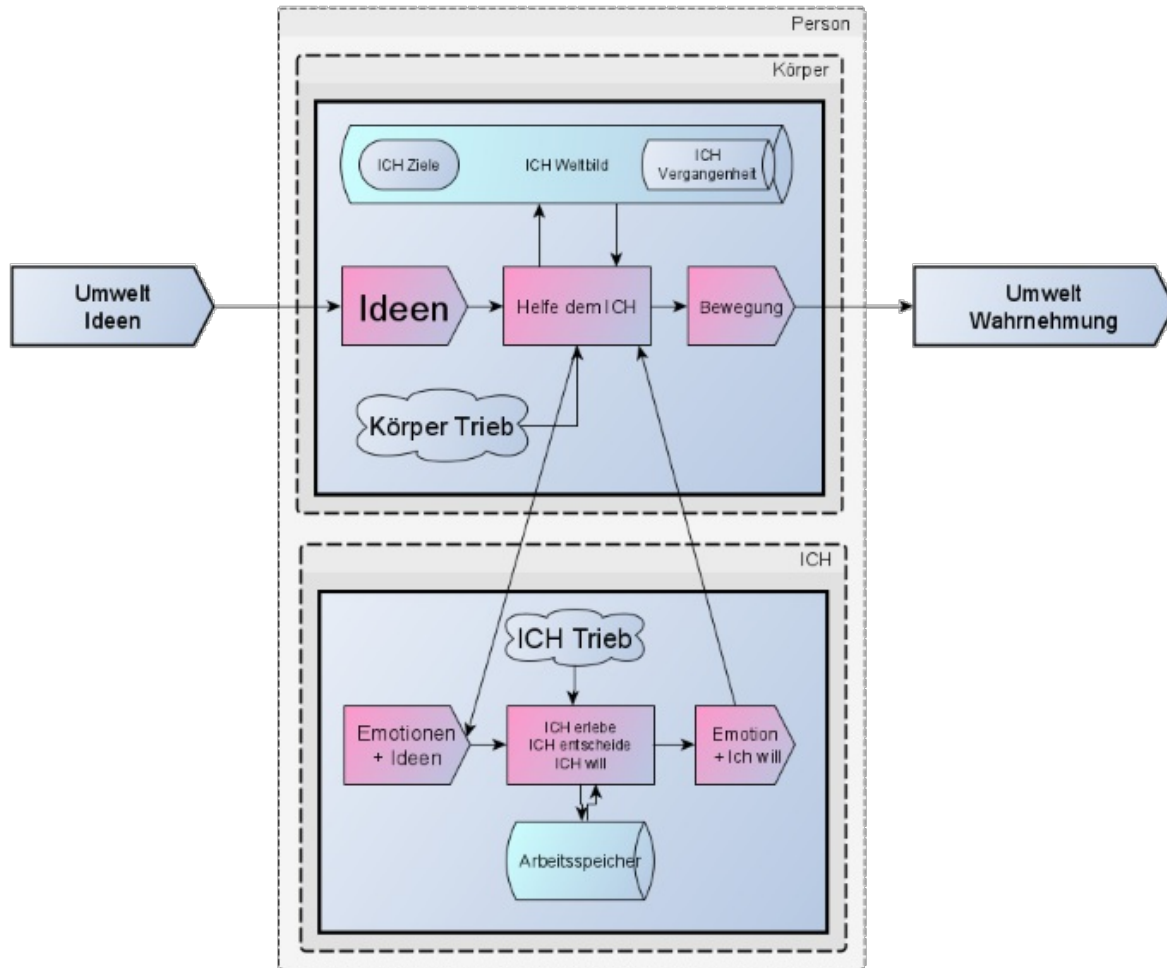 Person
Körper
ICH Ziele
ICH Weltbild
ICH
Vergangenheit
Umwelt
Ideen
Ideen
Helfe dem ICH
Bewegung
Umwelt
Wahrnehmung
Körper Trieb
ICH
ICH Trieb
Emotionen
+ Ideen
ICH erlebe
ICH entscheide
ICH will
Emotion
+ Ich will
Arbeitsspeicher